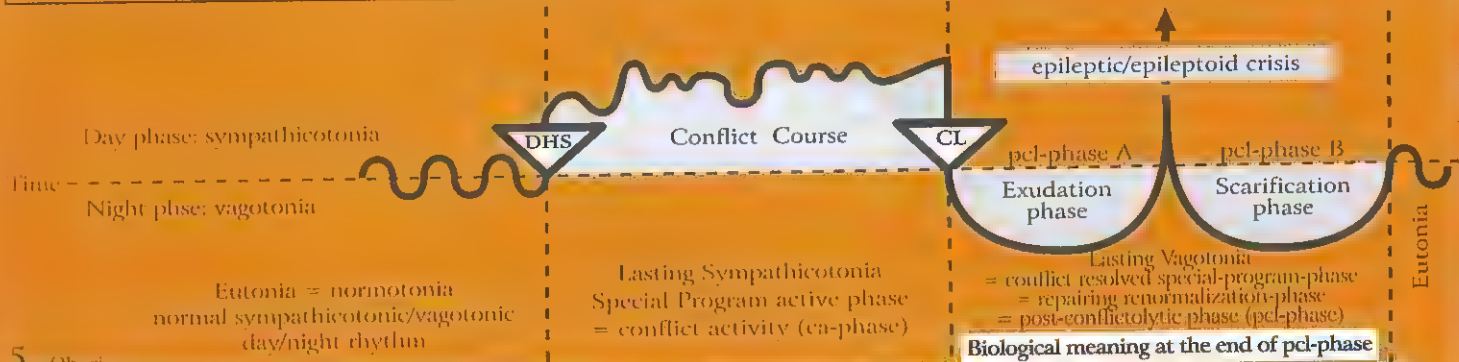 epileptic/epileptoid crisis
Day phase: sympathicotonia
DHS
Conflict Course
CL
pcl-phase A
pcl-phase B
Time
Night phse: vagotonia
Exudation
phase
Scarification
phase
Eutonia
Eutonia = normotonia
normal sympathicotonic/vagotonic
day/night rhythm
Lasting Sympathicotonia
Special Program active phase
= conflict activity (ca-phase)
Lasting Vagotonia
= conflict resolved special-program-phase
= repairing renormalization-phase
= post-conflictolytic phase (pcl-phase)
Biological meaning at the end of pcl-phase
5